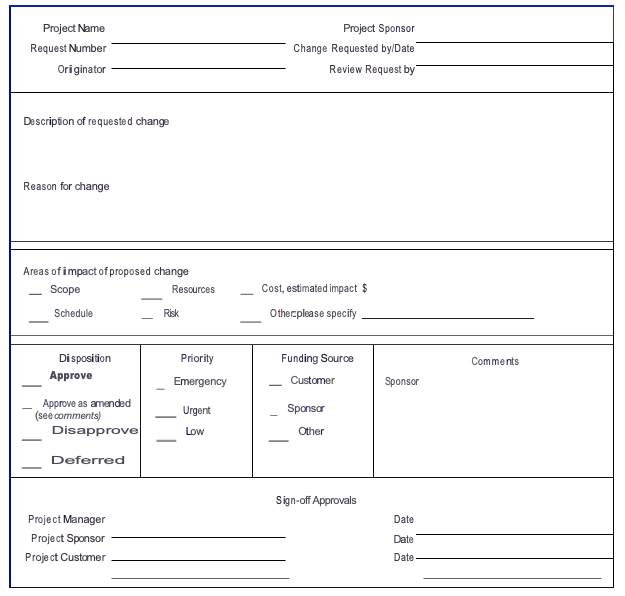 Project Name
Project Sponsor
Request Number
Change Requested by/Date
Oriiginator
Review Request by
Description of requested change
Reason for change
Areas of iimpact of proposed change
Scope
Resources
Cost, estimated impact $
Schedule
Risk
Other:please specify
Diisposition
Priority
Funding Source
Comments
Approve
Emergency
Customer
Sponsor
Approve as amended
(see comments)
Urgent
Sponsor
Disapprove
Low
Other
Deferred
Sign-off Approvals
Project Manager
Date
Project Sponsor
Date
Project Customer
Date